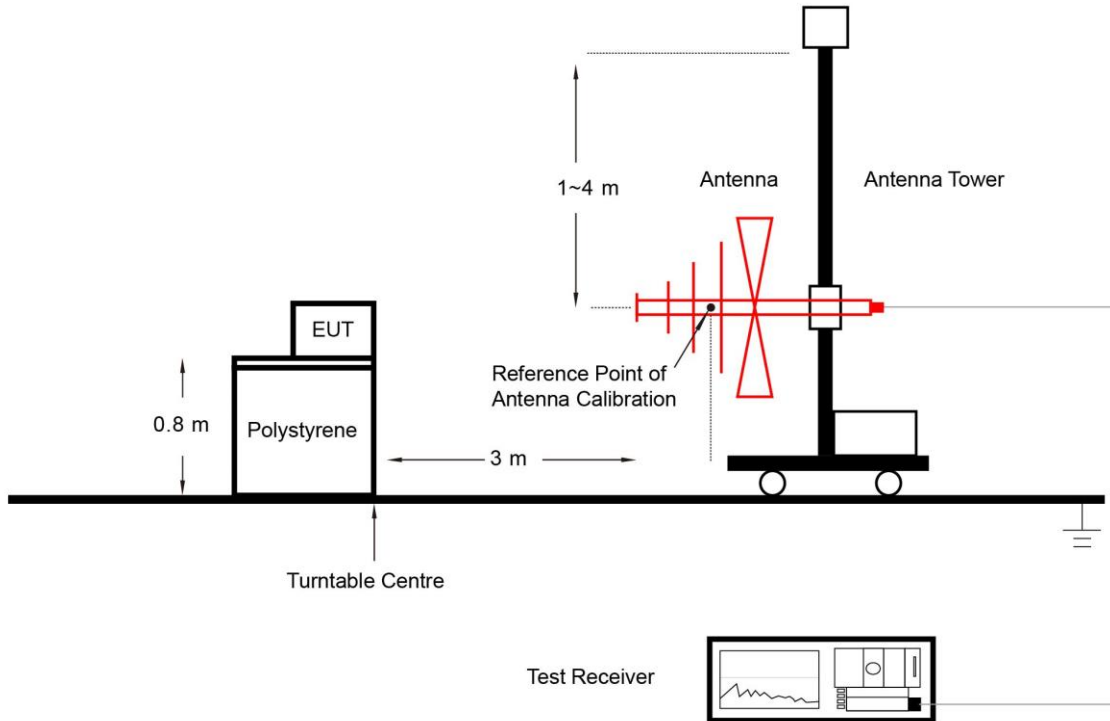 1~4 m
Antenna
Antenna Tower
EUT
Reference Point of
Antenna Calibration
0.8 m
Polystyrene
3 m
Turntable Centre
Test Receiver